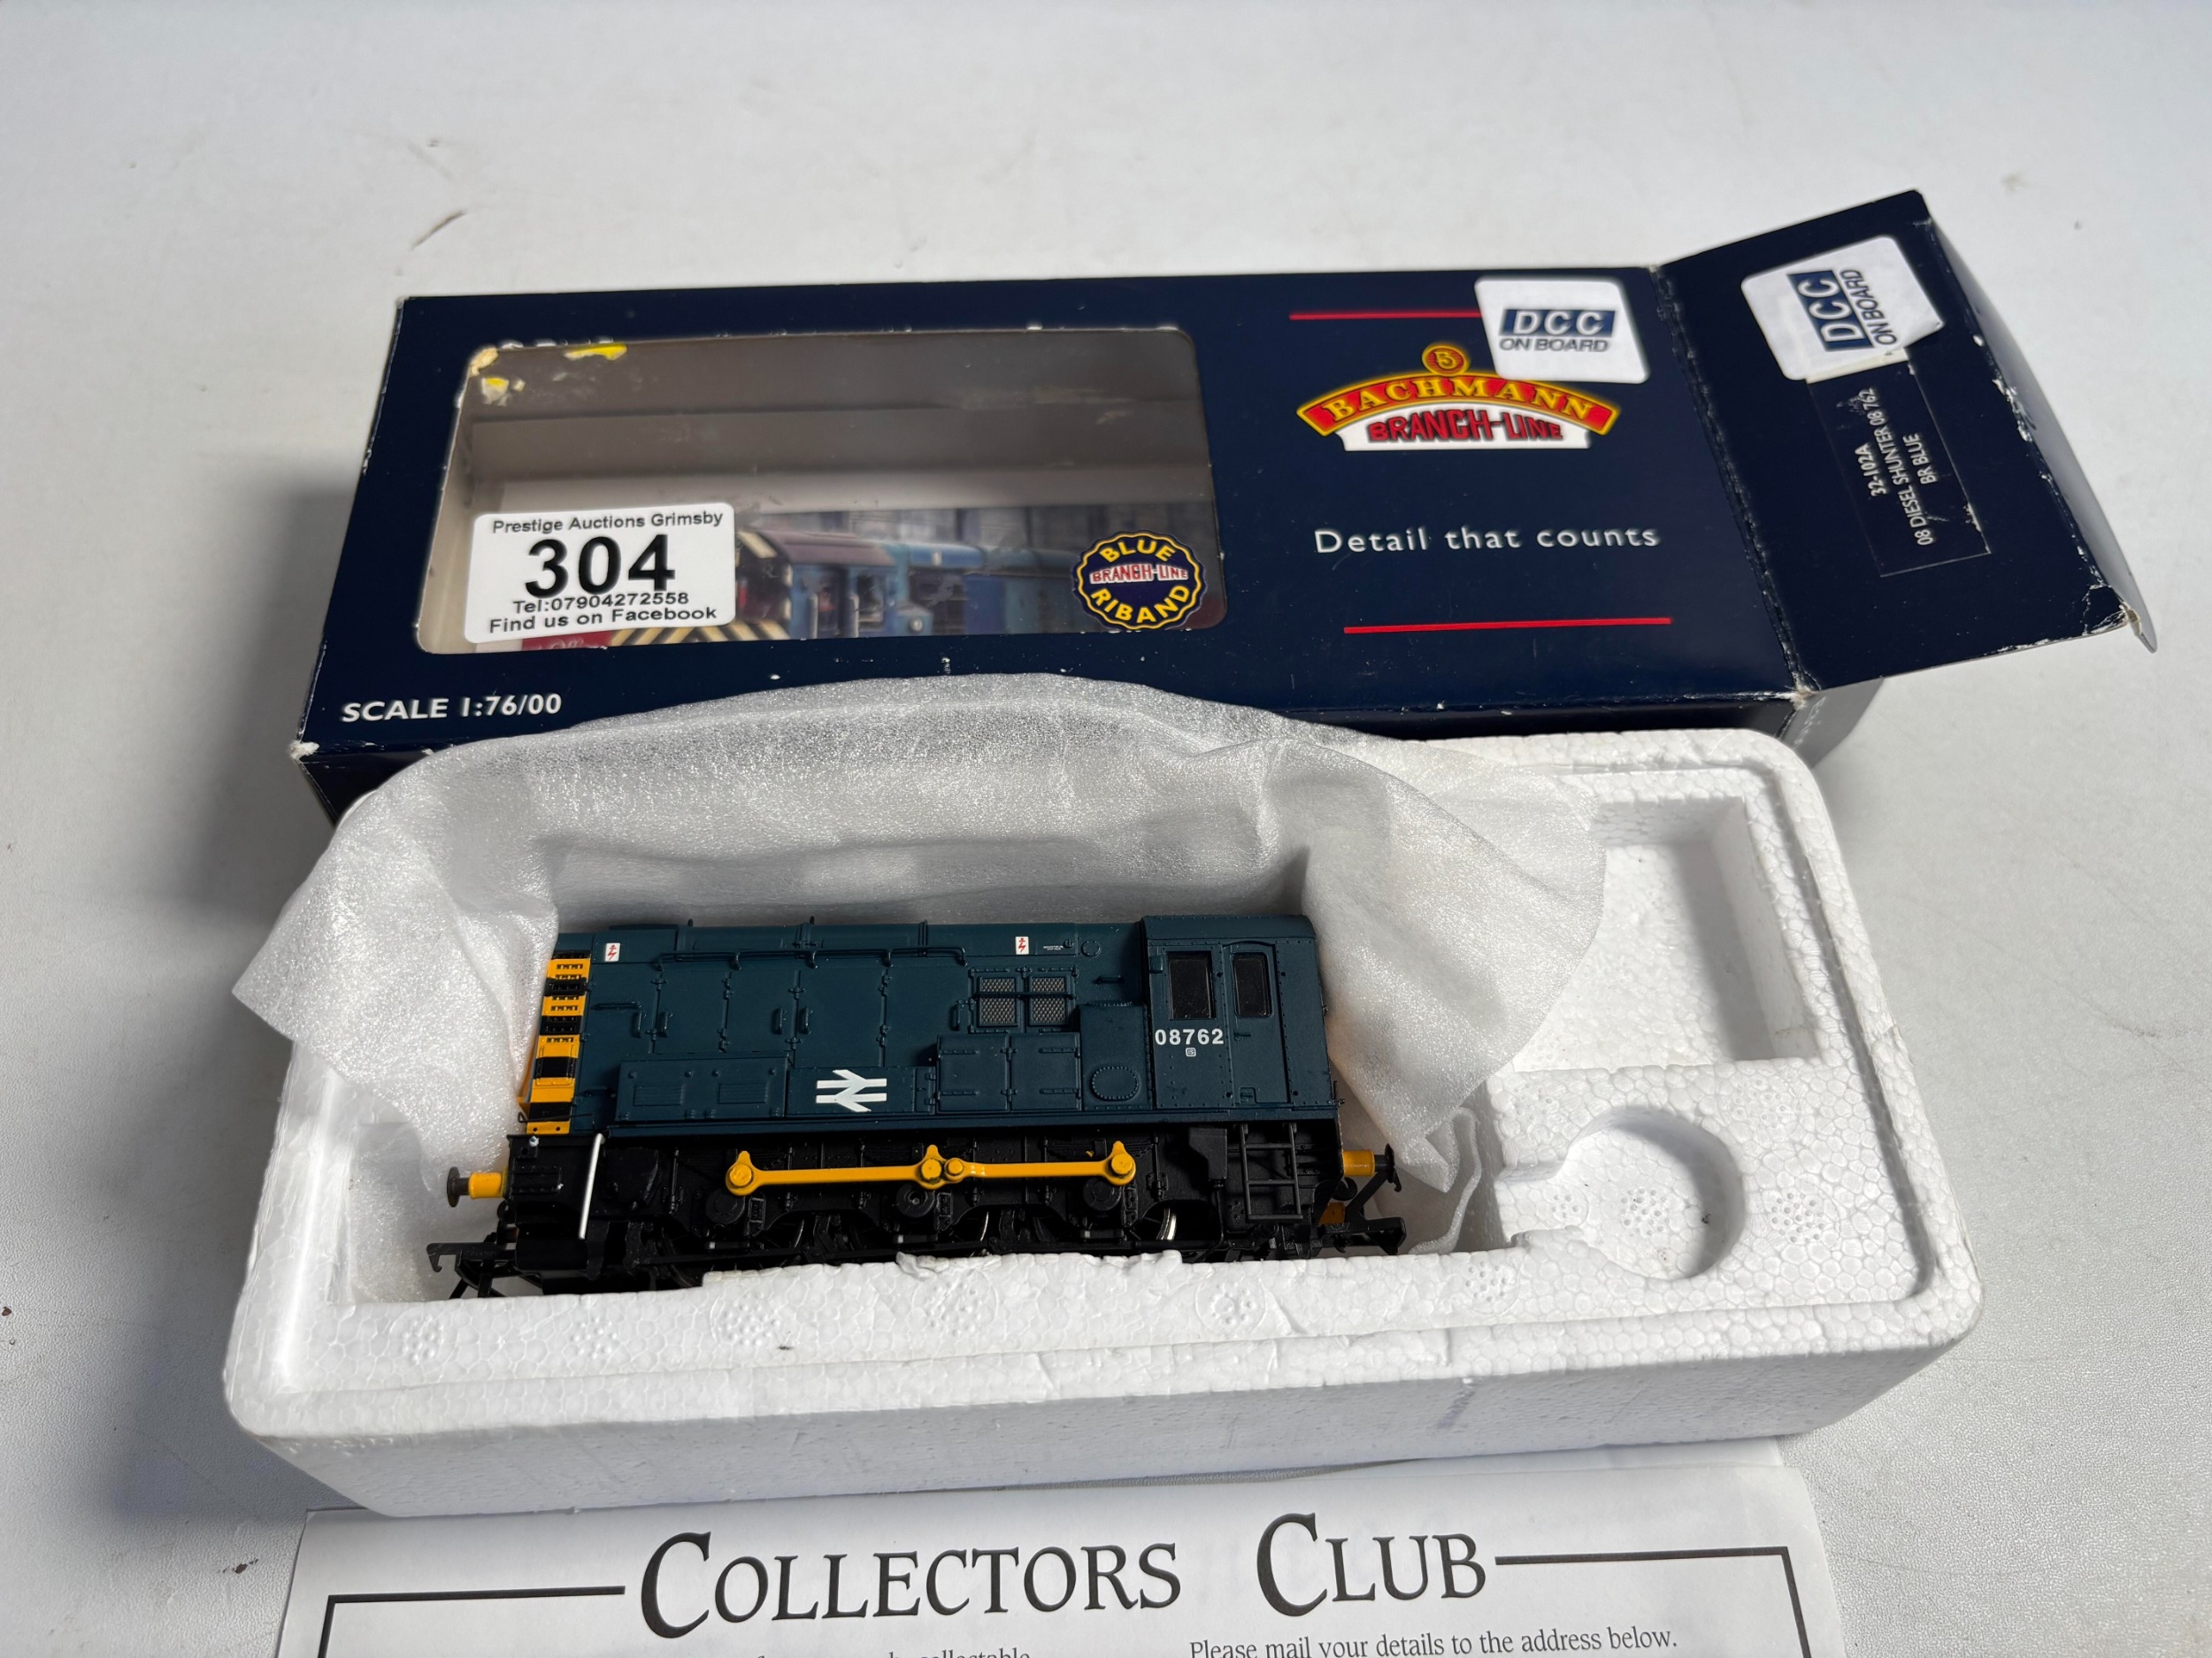 DCC
ON BOARD
DCC
ON BOARD
B
BACHMANN
BRANCH-LINE
32-102A
08 DIESEL SHUNTER 08 762
BR BLUE
Prestige Auctions Grimsby
304
Tel:07904272558
Find us on Facebook
BLUE
BRANCH-LINE
RIBAND
Detail that counts
SCALE 1:76/00
08762
COLLECTORS CLUB
Please mail your details to the address below.
collectable